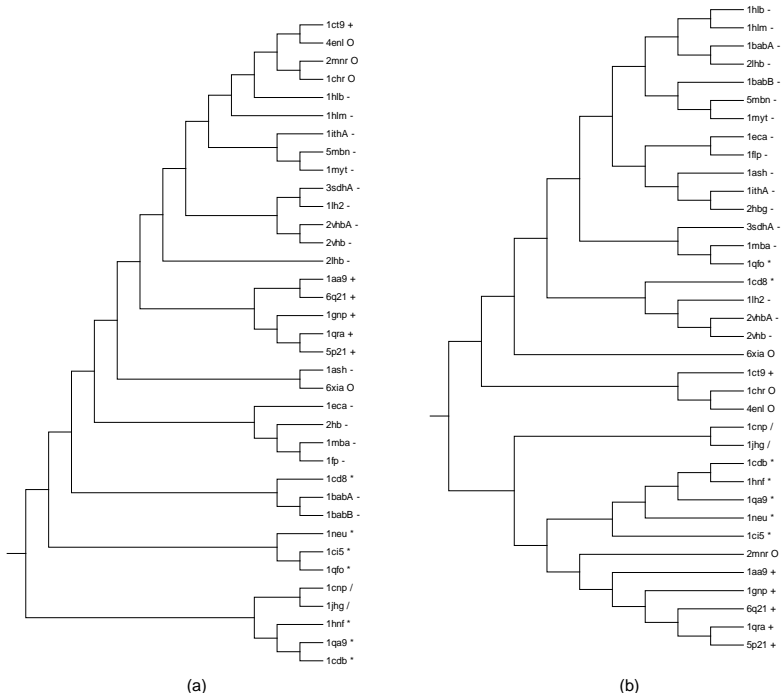 1ct9 +
4enl O
2mnr O
1chr O
1hlb -
1hlm -
1ithA -
5mbn -
1myt -
3sdhA -
1lh2 -
2vhbA -
2vhb -
2lhb -
1aa9 +
6q21 +
1gnp +
1qra +
5p21 +
1ash -
6xia O
1eca -
2hb -
1mba -
1fp -
1cd8 *
1babA -
1babB -
1neu *
1ci5 *
1qfo *
1cnp /
1jhg /
1hnf *
1qa9 *
1cdb *
(a)
1hlb -
1hlm -
1babA -
2lhb -
1babB -
5mbn -
1myt -
1eca -
1flp -
1ash -
1ithA -
2hbg -
3sdhA -
1mba -
1qfo *
1cd8 *
1lh2 -
2vhbA -
2vhb -
6xia O
1ct9 +
1chr O
4enl O
1cnp /
1jhg /
1cdb *
1hnf *
1qa9 *
1neu *
1ci5 *
2mnr O
1aa9 +
1gnp +
6q21 +
1qra +
5p21 +
(b)